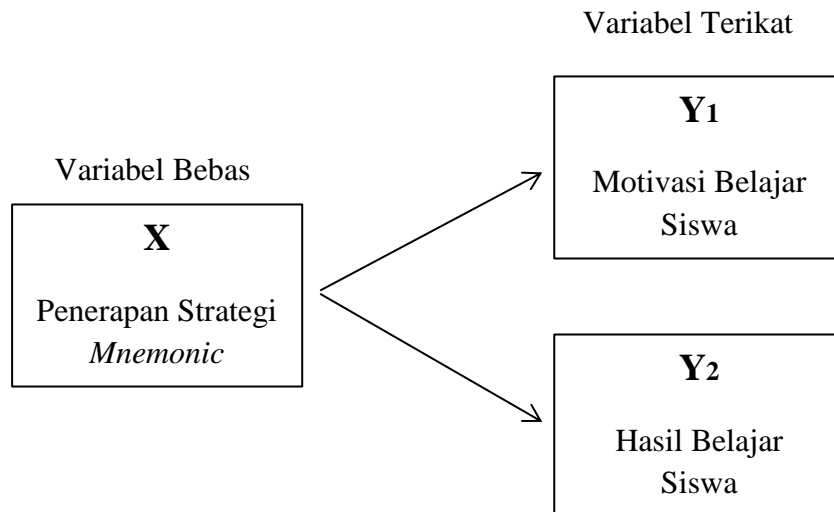 Variabel Terikat
Y1
Motivasi Belajar
Siswa
Variabel Bebas
X
Penerapan Strategi
Mnemonic
Y2
Hasil Belajar
Siswa